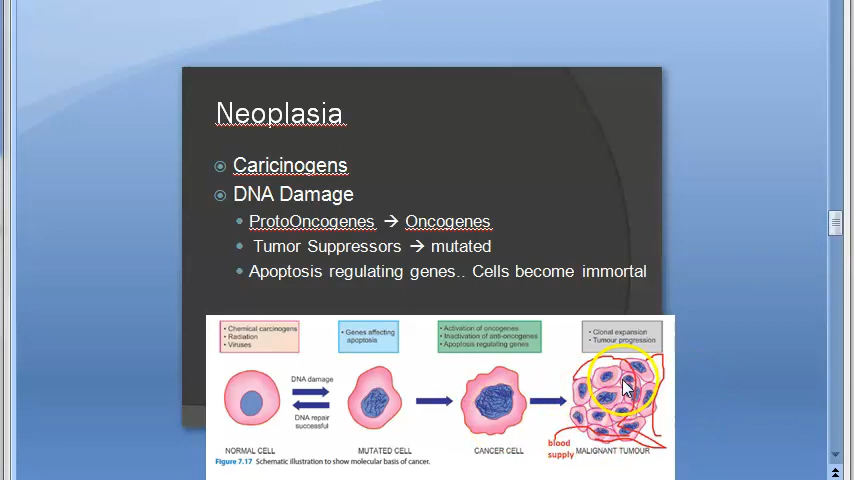 Neoplasia
Caricinogens
DNA Damage
ProtoOncogenes → Oncogenes
Tumor Suppressors → mutated
Apoptosis regulating genes.. Cells become immortal
• Chemical carcinogens
• Radiation
• Viruses
• Genes affecting
apoptosis
• Activation of oncogenes
• Inactivation of anti-oncogenes
• Apoptosis regulating genes
• Clonal expansion
• Tumour progression
DNA damage
DNA repair
successful
blood
supply
NORMAL CELL
MUTATED CELL
CANCER CELL
MALIGNANT TUMOUR
Figure 7.17 Schematic illustration to show molecular basis of cancer.